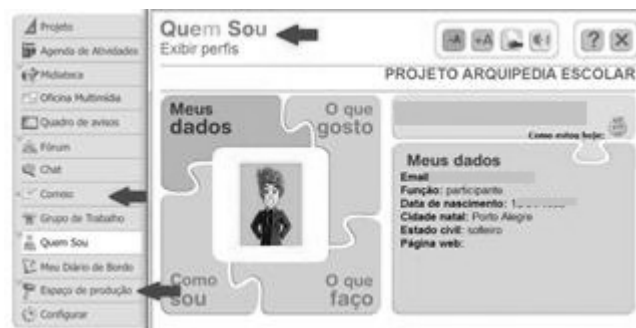 Projeto
Agenda de Atividades
Midiateca
Oficina Multimídia
Quadro de avisos
Fórum
Chat
Correio
Grupo de Trabalho
Quem Sou
Meu Diário de Bordo
Espaço de produção
Configurar
Quem Sou
Exibir perfis
-A +A
? X
PROJETO ARQUIPEDIA ESCOLAR
Meus dados
O que gosto
Como sou
O que faço
Como estou hoje:
Meus dados
Email
Função: participante
Data de nascimento:
Cidade natal: Porto Alegre
Estado civil: solteiro
Página web: